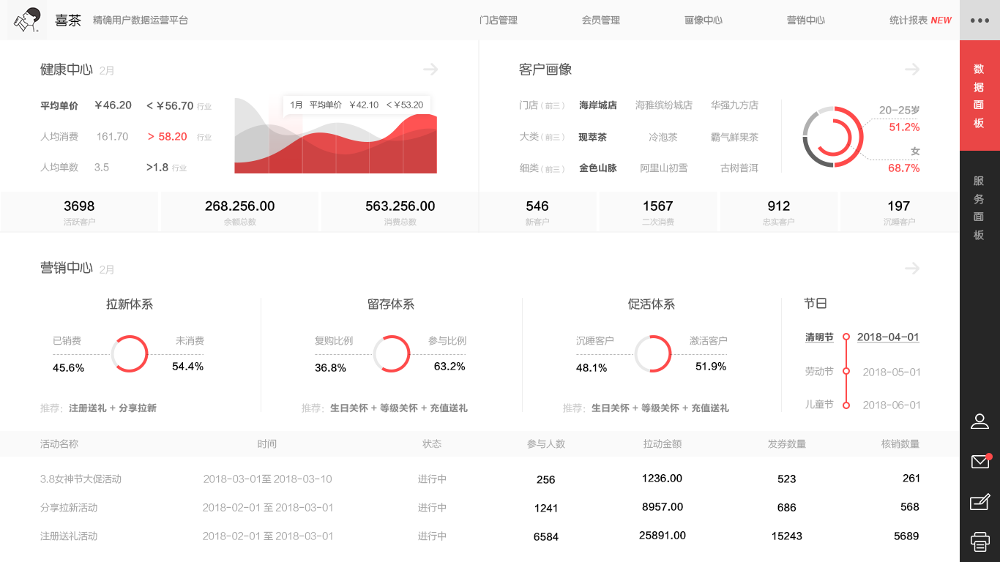 喜茶 精确用户数据运营平台 门店管理 会员管理 画像中心 营销中心 统计报表 NEW
健康中心 2月
平均单价 ￥46.20 <￥56.70 行业
人均消费 161.70 > 58.20 行业
人均单数 3.5 >1.8 行业
1月 平均单价 ￥42.10 <￥53.20
客户画像
门店(前三) 海岸城店 海雅缤纷城店 华强九方店
大类(前三) 现萃茶 冷泡茶 霸气鲜果茶
细类(前三) 金色山脉 阿里山初雪 古树普洱
20-25岁
51.2%
女
68.7%
3698 268.256.00 563.256.00 546 1567 912 197
活跃客户 余额总数 消费总数 新客户 二次消费 忠实客户 沉睡客户
营销中心 2月
拉新体系
已销费 未消费
45.6% 54.4%
推荐: 注册送礼 + 分享拉新
留存体系
复购比例 参与比例
36.8% 63.2%
推荐: 生日关怀 + 等级关怀 + 充值送礼
促活体系
沉睡客户 激活客户
48.1% 51.9%
推荐: 生日关怀 + 等级关怀 + 充值送礼
节日
清明节 2018-04-01
劳动节 2018-05-01
儿童节 2018-06-01
活动名称 时间 状态 参与人数 拉动金额 发券数量 核销数量
3.8女神节大促活动 2018-03-01至 2018-03-10 进行中 256 1236.00 523 261
分享拉新活动 2018-02-01 至 2018-03-01 进行中 1241 8957.00 686 568
注册送礼活动 2018-02-01 至 2018-03-01 进行中 6584 25891.00 15243 5689
数据面板
服务面板